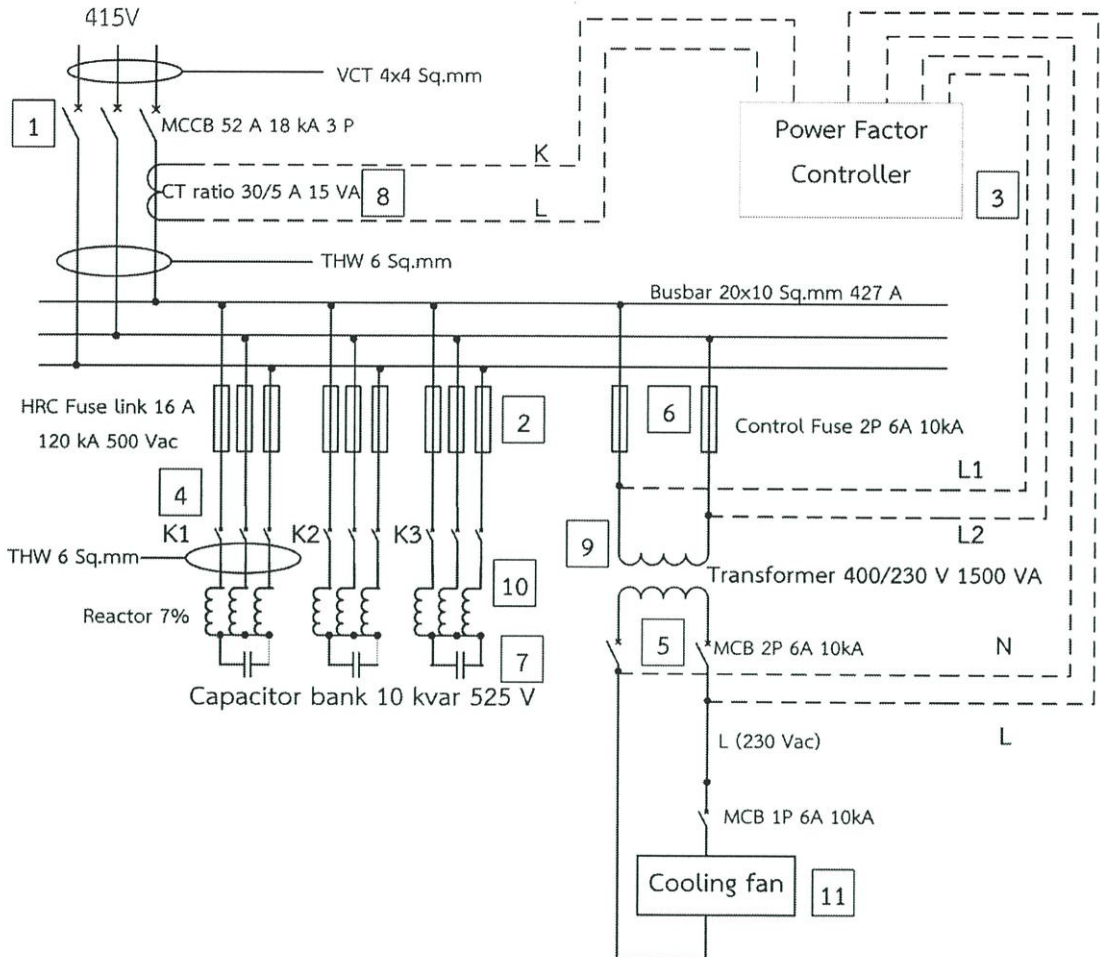 415V
VCT 4x4 Sq.mm
1
MCCB 52 A 18 kA 3 P
Power Factor
Controller
3
K
CT ratio 30/5 A 15 VA
8
L
THW 6 Sq.mm
Busbar 20x10 Sq.mm 427 A
HRC Fuse link 16 A
120 kA 500 Vac
2
6
Control Fuse 2P 6A 10kA
L1
4
K1
K2
K3
L2
9
THW 6 Sq.mm
10
Transformer 400/230 V 1500 VA
Reactor 7%
5
MCB 2P 6A 10kA
N
7
Capacitor bank 10 kvar 525 V
L (230 Vac)
L
MCB 1P 6A 10kA
Cooling fan
11